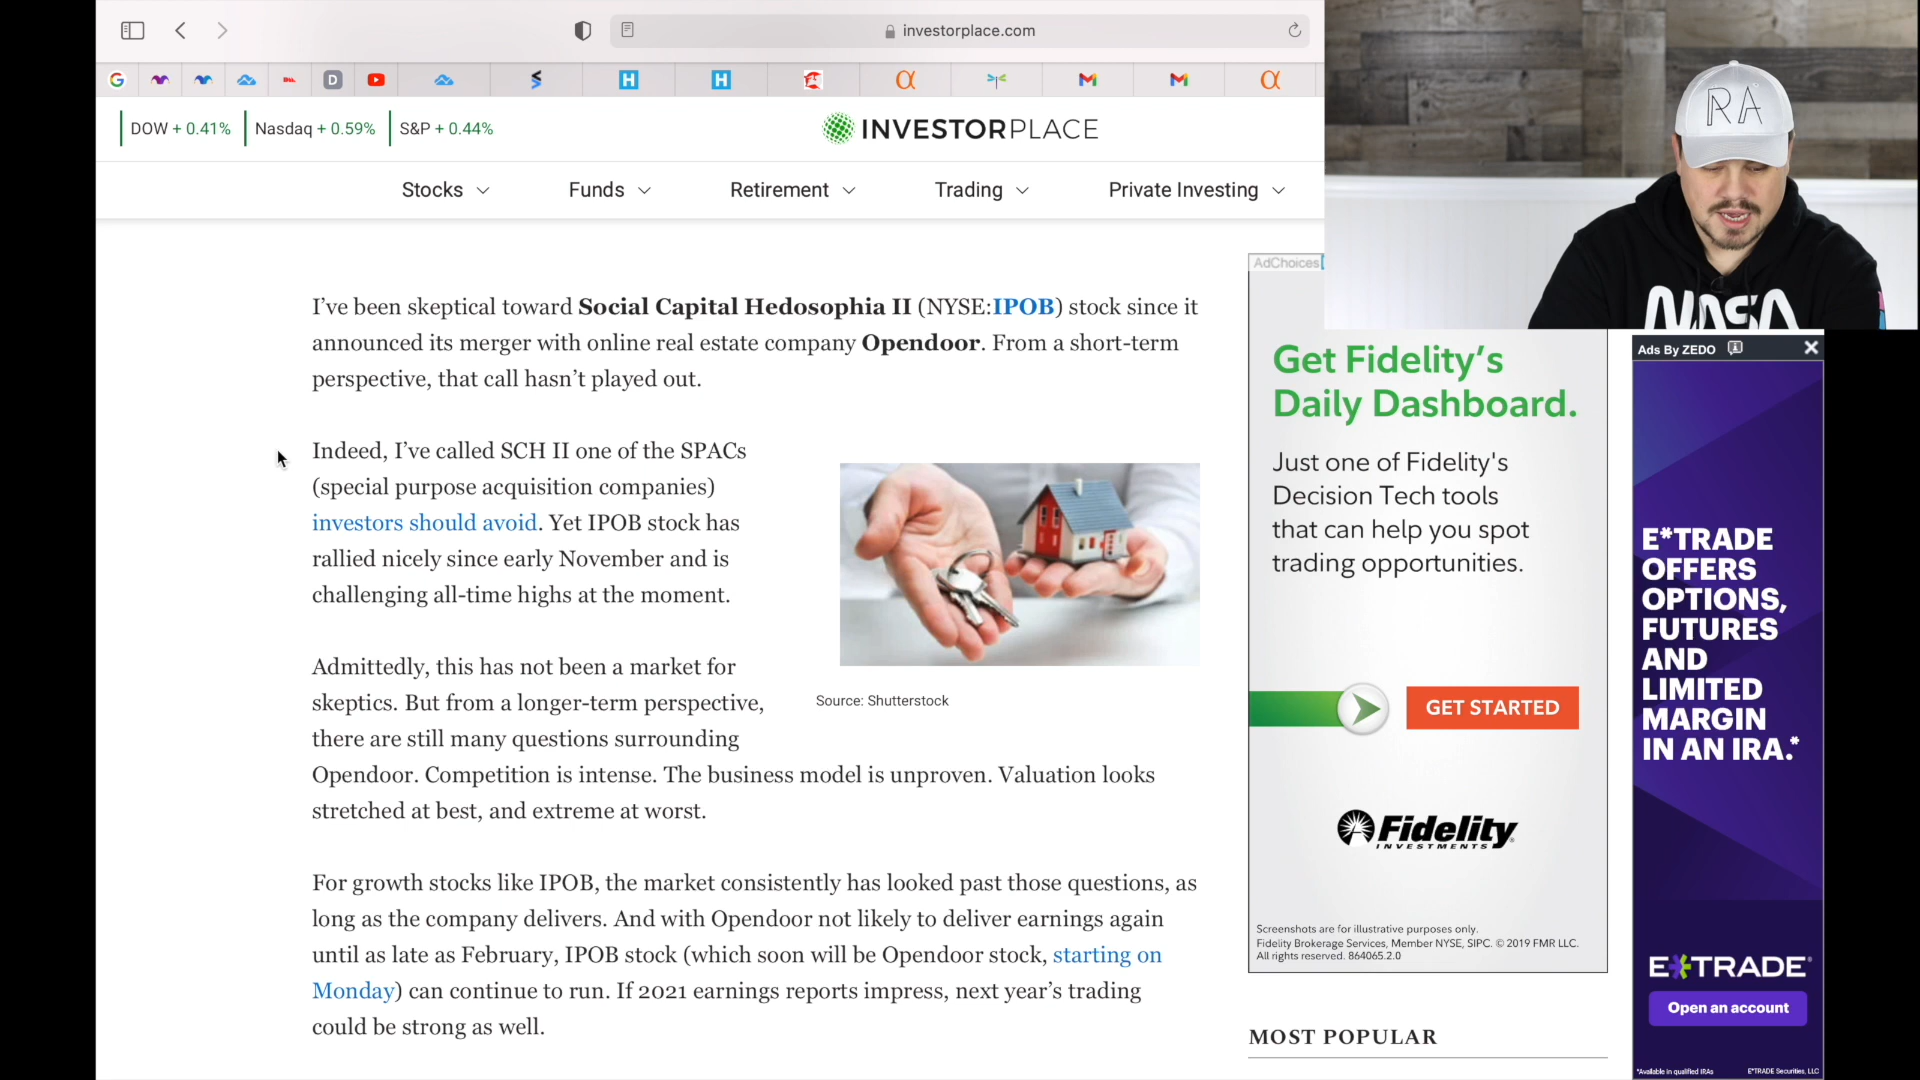 investorplace.com
DOW + 0.41%
Nasdaq + 0.59%
S&P + 0.44%
INVESTORPLACE
Stocks
Funds
Retirement
Trading
Private Investing
I’ve been skeptical toward Social Capital Hedosophia II (NYSE:IPOB) stock since it
announced its merger with online real estate company Opendoor. From a short-term
perspective, that call hasn’t played out.
Indeed, I’ve called SCH II one of the SPACs
(special purpose acquisition companies)
investors should avoid. Yet IPOB stock has
rallied nicely since early November and is
challenging all-time highs at the moment.
Source: Shutterstock
Admittedly, this has not been a market for
skeptics. But from a longer-term perspective,
there are still many questions surrounding
Opendoor. Competition is intense. The business model is unproven. Valuation looks
stretched at best, and extreme at worst.
For growth stocks like IPOB, the market consistently has looked past those questions, as
long as the company delivers. And with Opendoor not likely to deliver earnings again
until as late as February, IPOB stock (which soon will be Opendoor stock, starting on
Monday) can continue to run. If 2021 earnings reports impress, next year’s trading
could be strong as well.
AdChoices
Get Fidelity’s
Daily Dashboard.
Just one of Fidelity's
Decision Tech tools
that can help you spot
trading opportunities.
GET STARTED
Fidelity
INVESTMENTS
Screenshots are for illustrative purposes only.
Fidelity Brokerage Services, Member NYSE, SIPC. © 2019 FMR LLC.
All rights reserved. 864065.2.0
MOST POPULAR
RA
NASA
Ads By ZEDO
E*TRADE
OFFERS
OPTIONS,
FUTURES
AND
LIMITED
MARGIN
IN AN IRA.*
E*TRADE
Open an account
*Available in qualified IRAs
E*TRADE Securities, LLC